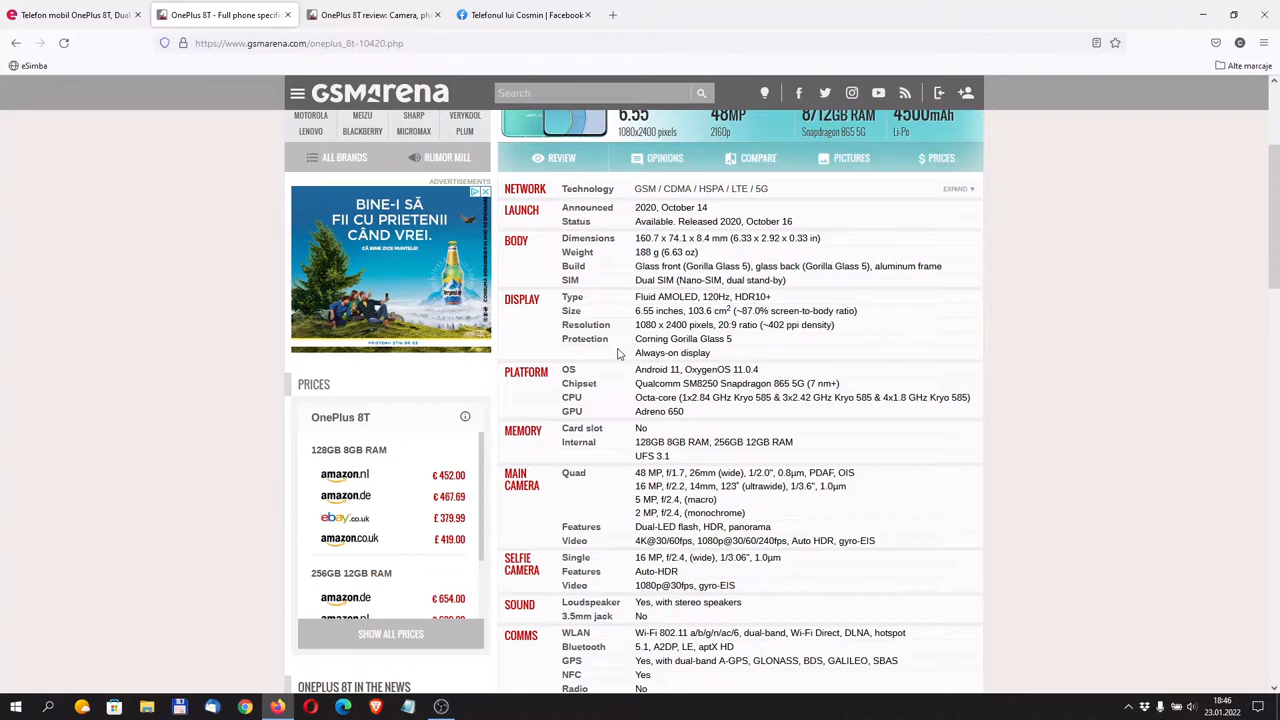 Telefon mobil OnePlus 8T, Dual
OnePlus 8T - Full phone specif
OnePlus 8T review: Camera, ph
Telefonul lui Cosmin | Facebook
https://www.gsmarena.com/oneplus_8t-10420.php
eSimba
Alte marcaje
GSMArena
Search
MOTOROLA MEIZU SHARP VERYKOOL
LENOVO BLACKBERRY MICROMAX PLUM
6.55" 48MP 8/12GB RAM 4500mAh
1080x2400 pixels 2160p Snapdragon 865 5G Li-Po
ALL BRANDS RUMOR MILL
REVIEW OPINIONS COMPARE PICTURES PRICES
ADVERTISEMENTS
BINE-I SĂ
FII CU PRIETENII
CÂND VREI.
PRIETENII ȘTIU DE CE
NETWORK Technology GSM / CDMA / HSPA / LTE / 5G EXPAND ▼
LAUNCH Announced 2020, October 14
Status Available. Released 2020, October 16
BODY Dimensions 160.7 x 74.1 x 8.4 mm (6.33 x 2.92 x 0.33 in)
Weight 188 g (6.63 oz)
Build Glass front (Gorilla Glass 5), glass back (Gorilla Glass 5), aluminum frame
SIM Dual SIM (Nano-SIM, dual stand-by)
DISPLAY Type Fluid AMOLED, 120Hz, HDR10+
Size 6.55 inches, 103.6 cm2 (~87.0% screen-to-body ratio)
Resolution 1080 x 2400 pixels, 20:9 ratio (~402 ppi density)
Protection Corning Gorilla Glass 5
Always-on display
PLATFORM OS Android 11, OxygenOS 11.0.4
Chipset Qualcomm SM8250 Snapdragon 865 5G (7 nm+)
CPU Octa-core (1x2.84 GHz Kryo 585 & 3x2.42 GHz Kryo 585 & 4x1.8 GHz Kryo 585)
GPU Adreno 650
MEMORY Card slot No
Internal 128GB 8GB RAM, 256GB 12GB RAM
UFS 3.1
MAIN CAMERA Quad 48 MP, f/1.7, 26mm (wide), 1/2.0", 0.8µm, PDAF, OIS
16 MP, f/2.2, 14mm, 123˚ (ultrawide), 1/3.6", 1.0µm
5 MP, f/2.4, (macro)
2 MP, f/2.4, (monochrome)
Features Dual-LED flash, HDR, panorama
Video 4K@30/60fps, 1080p@30/60/240fps, Auto HDR, gyro-EIS
SELFIE CAMERA Single 16 MP, f/2.4, (wide), 1/3.06", 1.0µm
Features Auto-HDR
Video 1080p@30fps, gyro-EIS
SOUND Loudspeaker Yes, with stereo speakers
3.5mm jack No
COMMS WLAN Wi-Fi 802.11 a/b/g/n/ac/6, dual-band, Wi-Fi Direct, DLNA, hotspot
Bluetooth 5.1, A2DP, LE, aptX HD
GPS Yes, with dual-band A-GPS, GLONASS, BDS, GALILEO, SBAS
NFC Yes
Radio No
PRICES
OnePlus 8T
128GB 8GB RAM
amazon.nl € 452.00
amazon.de € 467.69
ebay.co.uk £ 379.99
amazon.co.uk £ 419.00
256GB 12GB RAM
amazon.de € 654.00
SHOW ALL PRICES
ONEPLUS 8T IN THE NEWS
18:46
23.01.2022